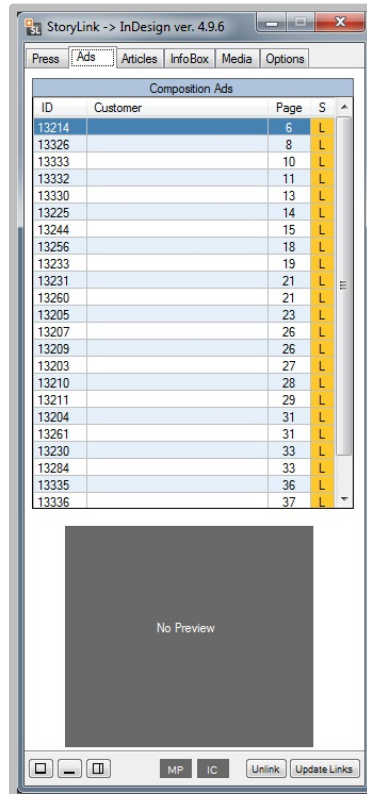 SL StoryLink -> InDesign ver. 4.9.6
Press Ads Articles InfoBox Media Options
Composition Ads
ID Customer Page S
13214 6 L
13326 8 L
13333 10 L
13332 11 L
13330 13 L
13225 14 L
13244 15 L
13256 18 L
13233 19 L
13231 21 L
13260 21 L
13205 23 L
13207 26 L
13209 26 L
13203 27 L
13210 28 L
13211 29 L
13204 31 L
13261 31 L
13230 33 L
13284 33 L
13335 36 L
13336 37 L
No Preview
MP IC Unlink Update Links